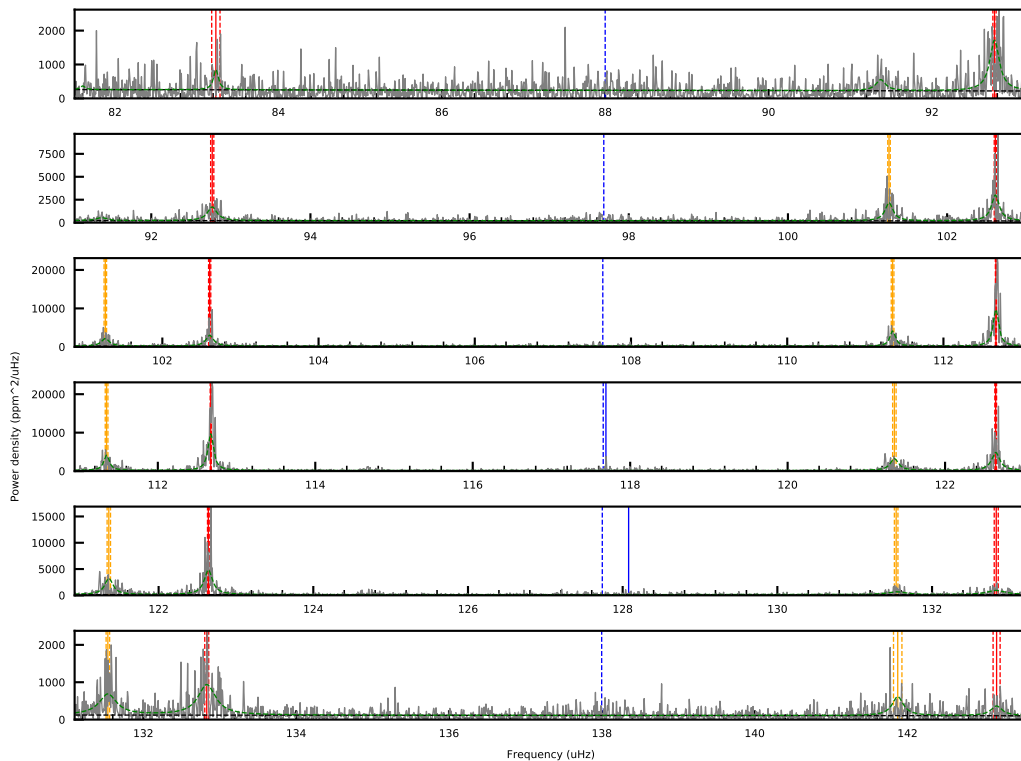 2000
1000
0
82 84 86 88 90 92
7500
5000
2500
0
92 94 96 98 100 102
20000
10000
0
102 104 106 108 110 112
Power density (ppm^2/uHz)
20000
10000
0
112 114 116 118 120 122
15000
10000
5000
0
122 124 126 128 130 132
2000
1000
0
132 134 136 138 140 142
Frequency (uHz)